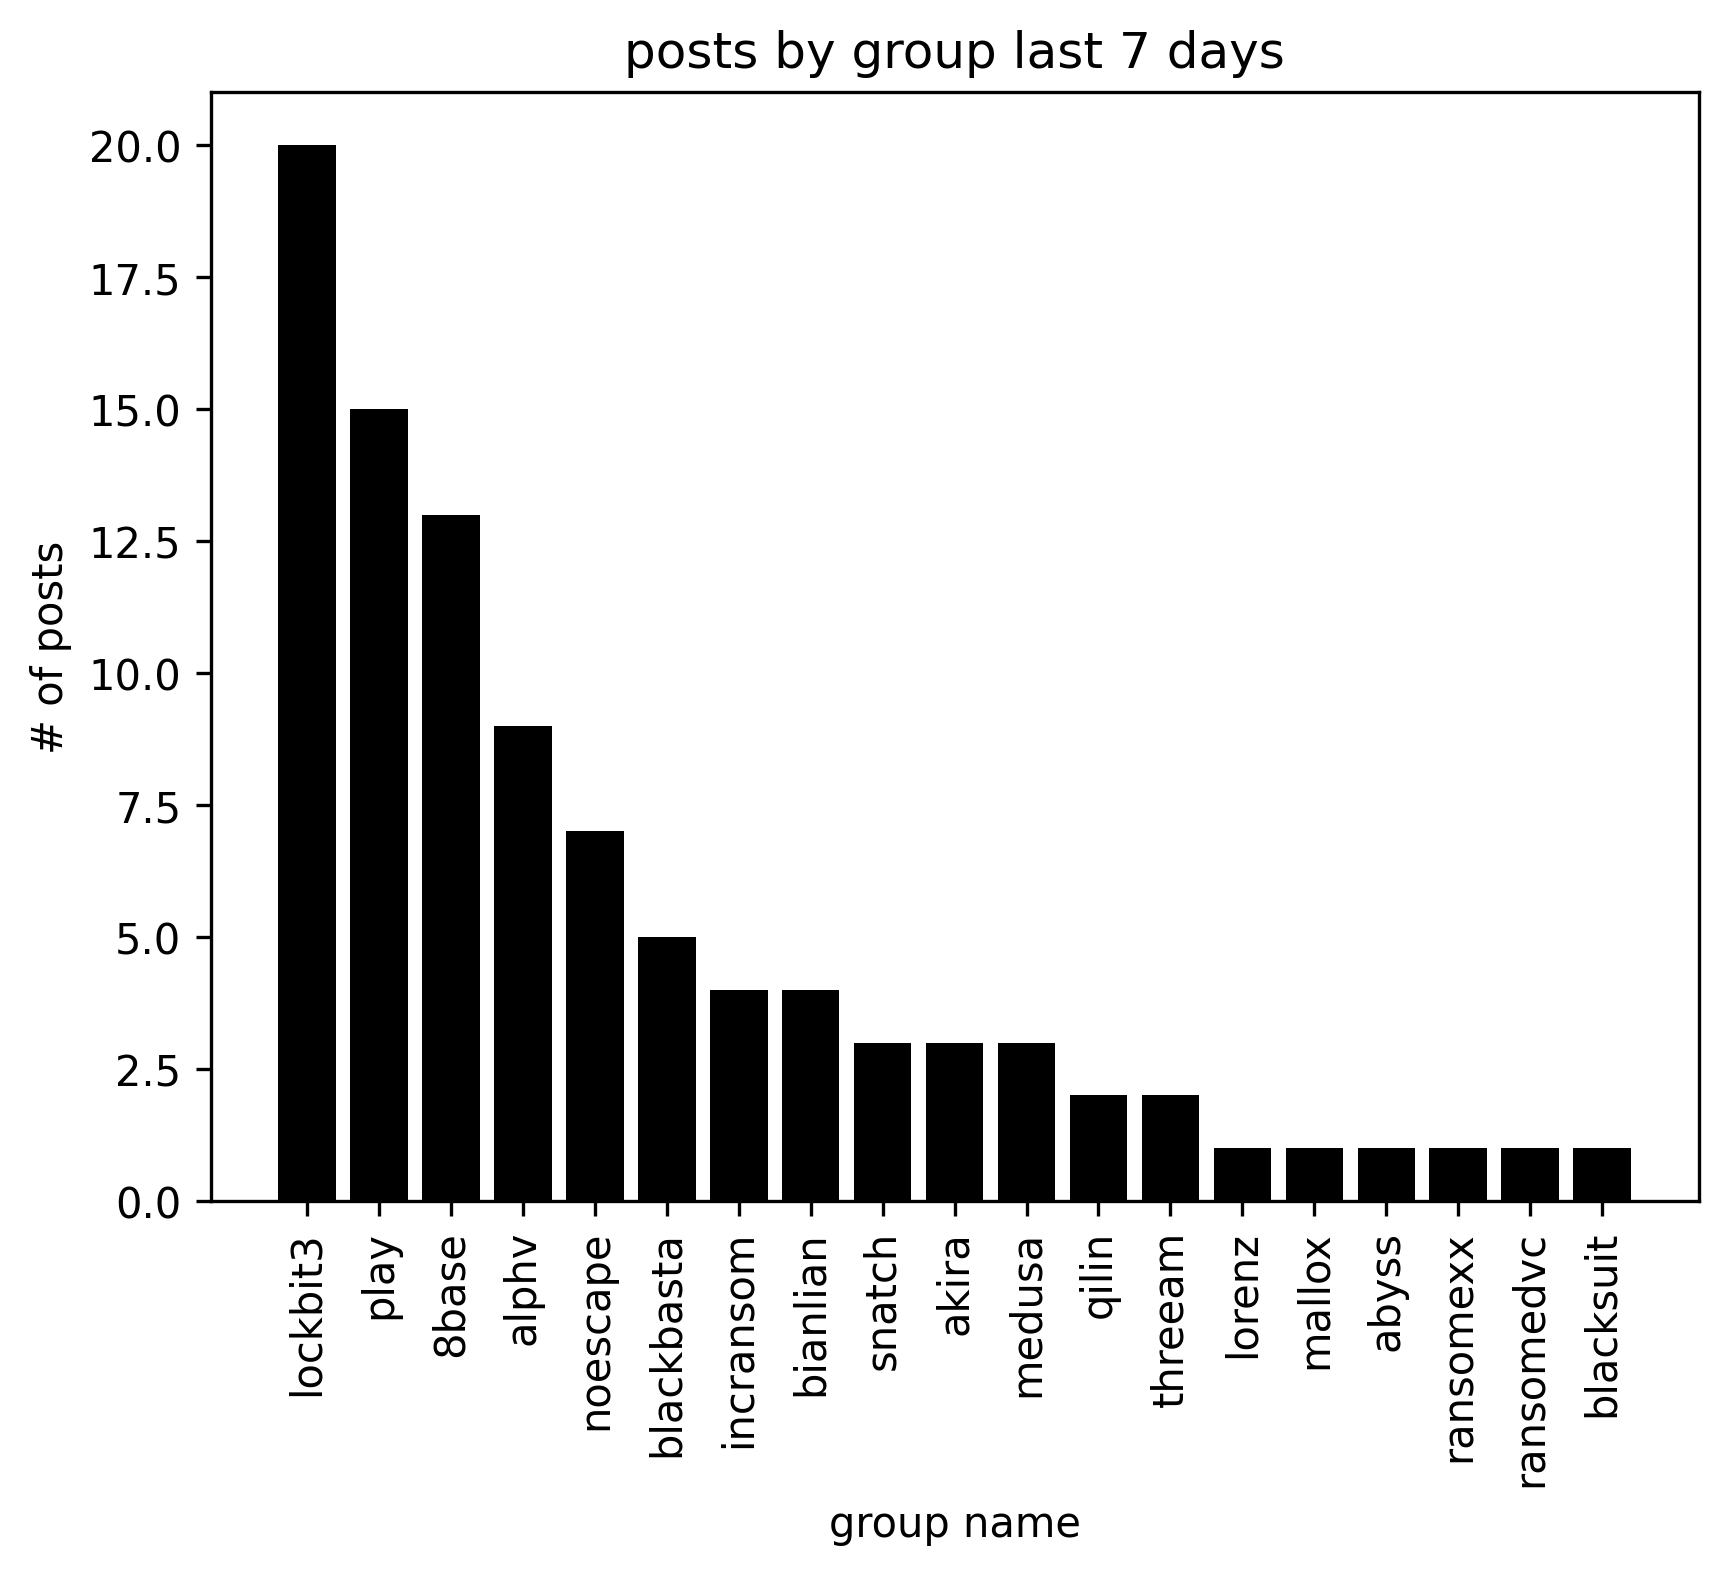 posts by group last 7 days
# of posts
20.0
17.5
15.0
12.5
10.0
7.5
5.0
2.5
0.0
lockbit3
play
8base
alphv
noescape
blackbasta
incransom
bianlian
snatch
akira
medusa
qilin
threeam
lorenz
mallox
abyss
ransomexx
ransomedvc
blacksuit
group name